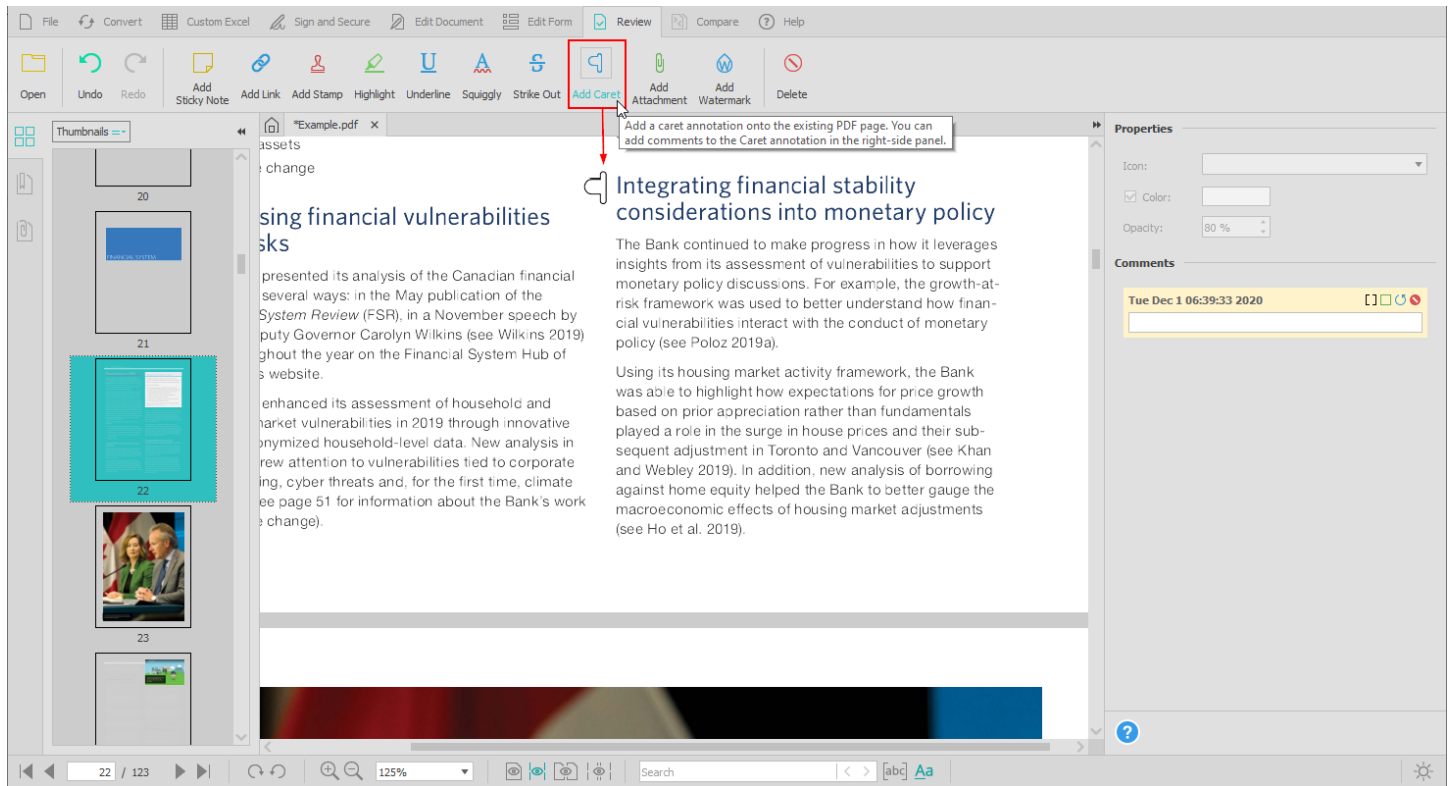 File Convert Custom Excel Sign and Secure Edit Document Edit Form Review Compare Help
Open Undo Redo Add Sticky Note Add Link Add Stamp Highlight Underline Squiggly Strike Out Add Caret Add Attachment Add Watermark Delete
Thumbnails
*Example.pdf
Add a caret annotation onto the existing PDF page. You can
add comments to the Caret annotation in the right-side panel.
20
FINANCIAL SYSTEM
21
22
23
assets
change
sing financial vulnerabilities
sks
presented its analysis of the Canadian financial
several ways: in the May publication of the
System Review (FSR), in a November speech by
puty Governor Carolyn Wilkins (see Wilkins 2019)
ghout the year on the Financial System Hub of
s website.
enhanced its assessment of household and
narket vulnerabilities in 2019 through innovative
onymized household-level data. New analysis in
rew attention to vulnerabilities tied to corporate
ing, cyber threats and, for the first time, climate
ee page 51 for information about the Bank's work
e change).
Integrating financial stability
considerations into monetary policy
The Bank continued to make progress in how it leverages
insights from its assessment of vulnerabilities to support
monetary policy discussions. For example, the growth-at-
risk framework was used to better understand how finan-
cial vulnerabilities interact with the conduct of monetary
policy (see Poloz 2019a).
Using its housing market activity framework, the Bank
was able to highlight how expectations for price growth
based on prior appreciation rather than fundamentals
played a role in the surge in house prices and their sub-
sequent adjustment in Toronto and Vancouver (see Khan
and Webley 2019). In addition, new analysis of borrowing
against home equity helped the Bank to better gauge the
macroeconomic effects of housing market adjustments
(see Ho et al. 2019).
Properties
Icon:
Color:
Opacity: 80 %
Comments
Tue Dec 1 06:39:33 2020
22 / 123 125% Search [abc] Aa